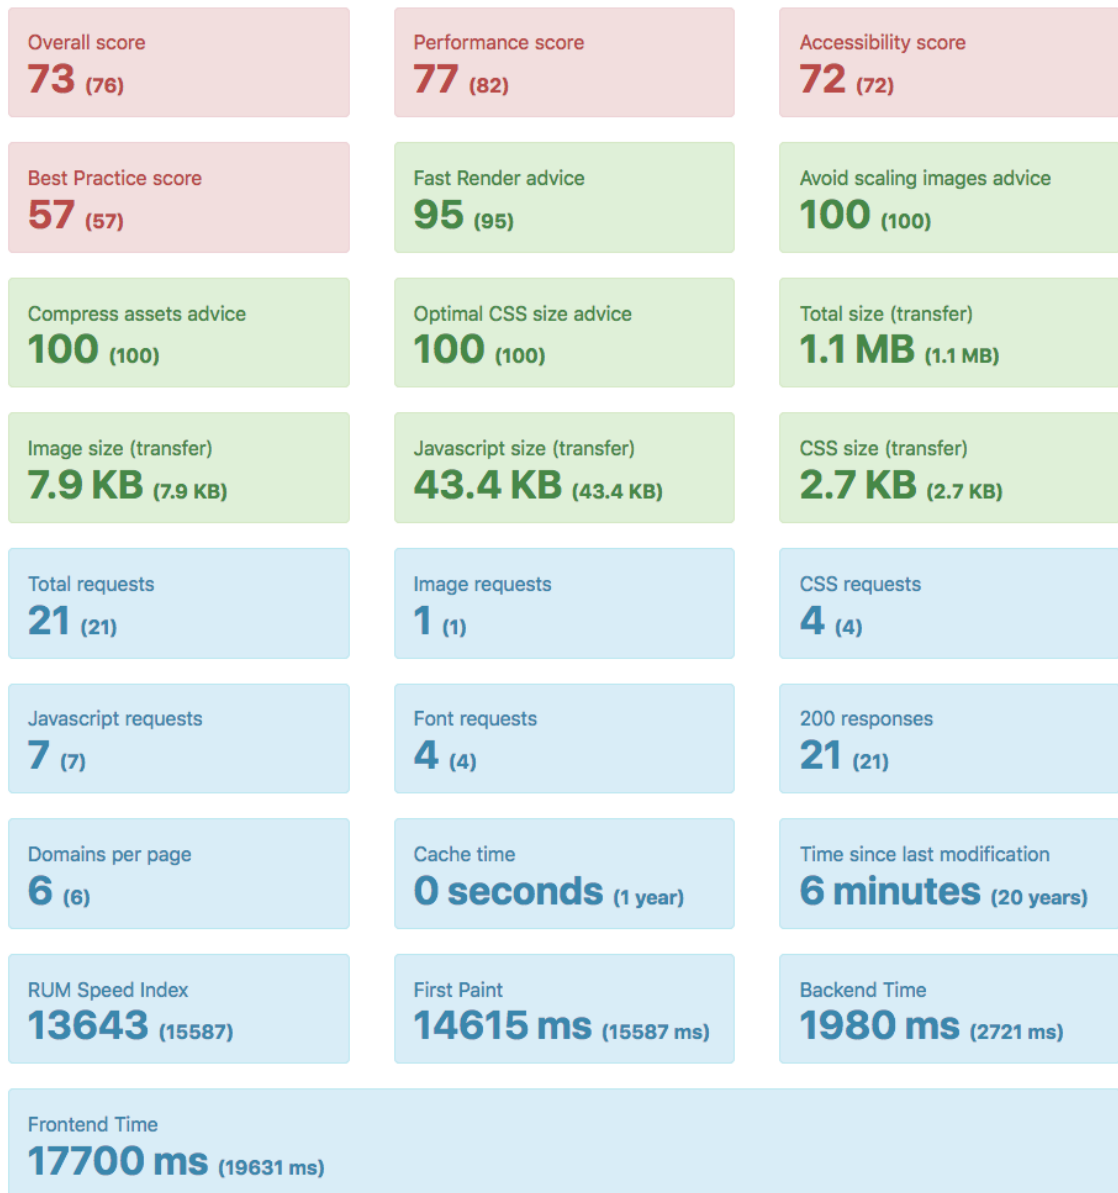 Overall score
73 (76)
Performance score
77 (82)
Accessibility score
72 (72)
Best Practice score
57 (57)
Fast Render advice
95 (95)
Avoid scaling images advice
100 (100)
Compress assets advice
100 (100)
Optimal CSS size advice
100 (100)
Total size (transfer)
1.1 MB (1.1 MB)
Image size (transfer)
7.9 KB (7.9 KB)
Javascript size (transfer)
43.4 KB (43.4 KB)
CSS size (transfer)
2.7 KB (2.7 KB)
Total requests
21 (21)
Image requests
1 (1)
CSS requests
4 (4)
Javascript requests
7 (7)
Font requests
4 (4)
200 responses
21 (21)
Domains per page
6 (6)
Cache time
0 seconds (1 year)
Time since last modification
6 minutes (20 years)
RUM Speed Index
13643 (15587)
First Paint
14615 ms (15587 ms)
Backend Time
1980 ms (2721 ms)
Frontend Time
17700 ms (19631 ms)